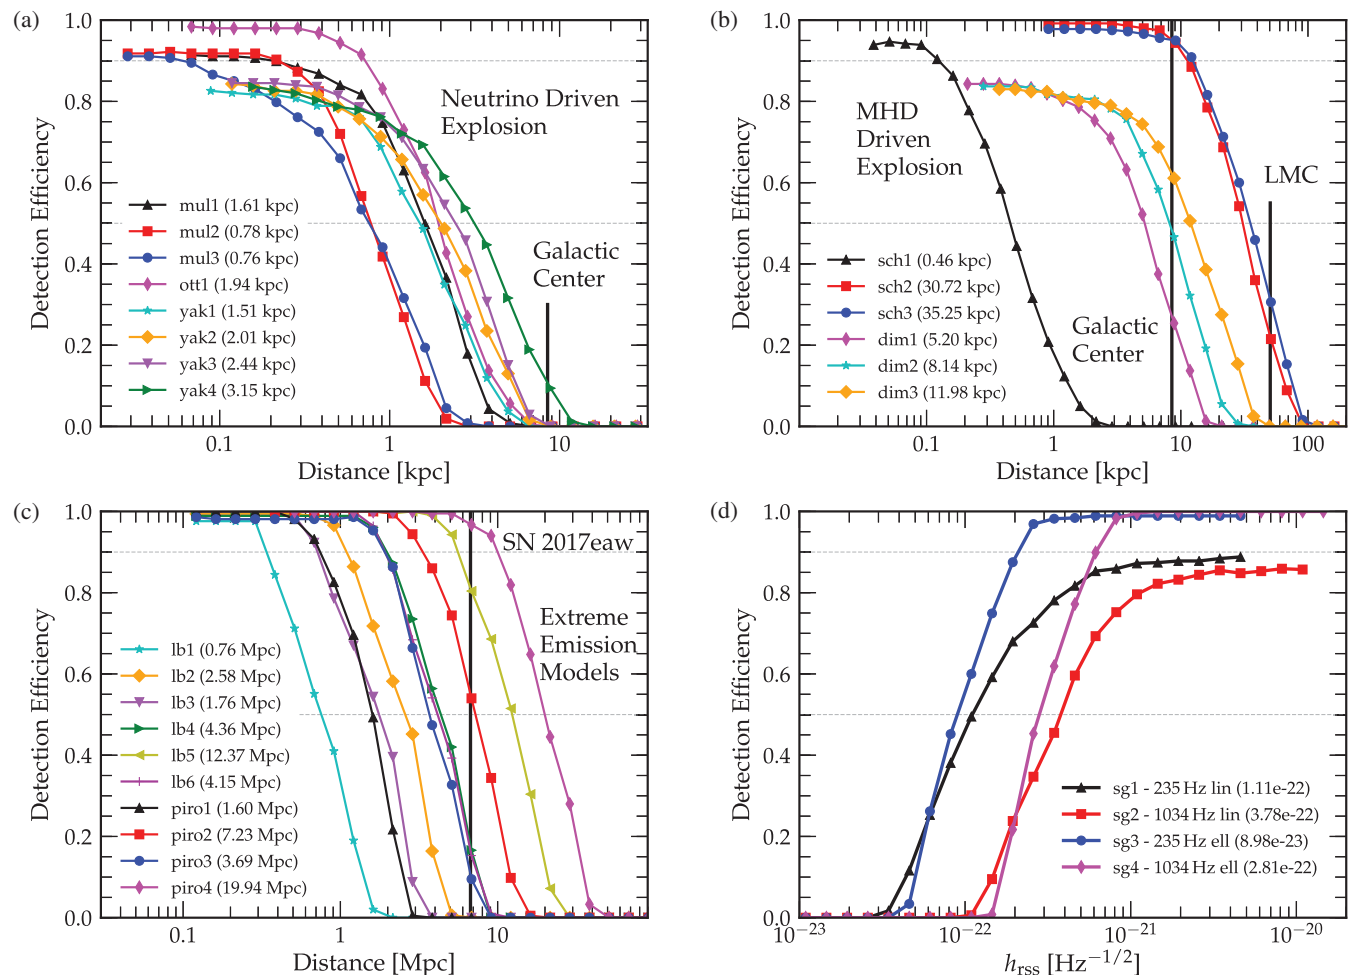 (a)
1.0
0.8
0.6
0.4
0.2
0.0
Detection Efficiency
Neutrino Driven
Explosion
mul1 (1.61 kpc)
mul2 (0.78 kpc)
mul3 (0.76 kpc)
ott1 (1.94 kpc)
yak1 (1.51 kpc)
yak2 (2.01 kpc)
yak3 (2.44 kpc)
yak4 (3.15 kpc)
Galactic
Center
0.1 1 10
Distance [kpc]
(b)
1.0
0.8
0.6
0.4
0.2
0.0
Detection Efficiency
MHD
Driven
Explosion
LMC
sch1 (0.46 kpc)
sch2 (30.72 kpc)
sch3 (35.25 kpc)
dim1 (5.20 kpc)
dim2 (8.14 kpc)
dim3 (11.98 kpc)
Galactic
Center
0.1 1 10 100
Distance [kpc]
(c)
1.0
0.8
0.6
0.4
0.2
0.0
Detection Efficiency
SN 2017eaw
Extreme
Emission
Models
lb1 (0.76 Mpc)
lb2 (2.58 Mpc)
lb3 (1.76 Mpc)
lb4 (4.36 Mpc)
lb5 (12.37 Mpc)
lb6 (4.15 Mpc)
piro1 (1.60 Mpc)
piro2 (7.23 Mpc)
piro3 (3.69 Mpc)
piro4 (19.94 Mpc)
0.1 1 10
Distance [Mpc]
(d)
1.0
0.8
0.6
0.4
0.2
0.0
Detection Efficiency
sg1 - 235 Hz lin (1.11e-22)
sg2 - 1034 Hz lin (3.78e-22)
sg3 - 235 Hz ell (8.98e-23)
sg4 - 1034 Hz ell (2.81e-22)
10⁻²³ 10⁻²² 10⁻²¹ 10⁻²⁰
h_rss [Hz⁻¹/²]